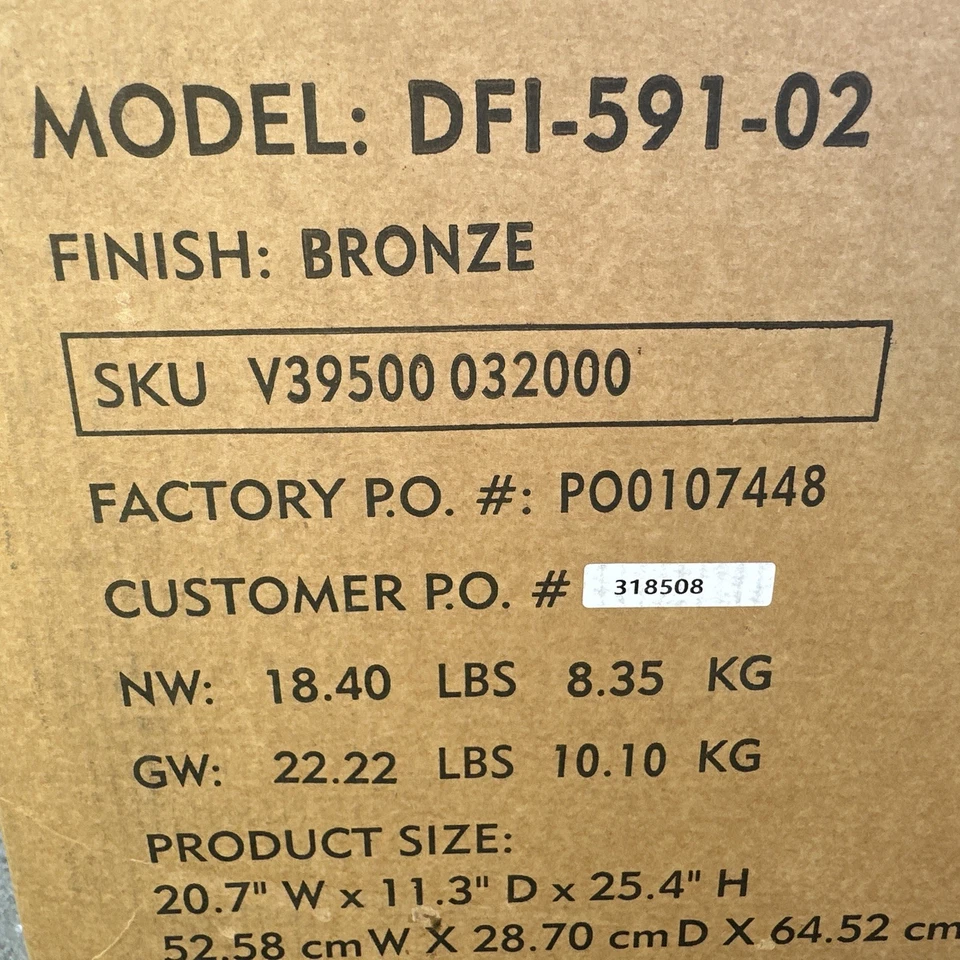 MODEL: DFI-591-02
FINISH: BRONZE
SKU V39500 032000
FACTORY P.O. #: PO0107448
CUSTOMER P.O. # 318508
NW: 18.40 LBS 8.35 KG
GW: 22.22 LBS 10.10 KG
PRODUCT SIZE:
20.7" W x 11.3" D x 25.4" H
52.58 cm W X 28.70 cm D X 64.52 cm